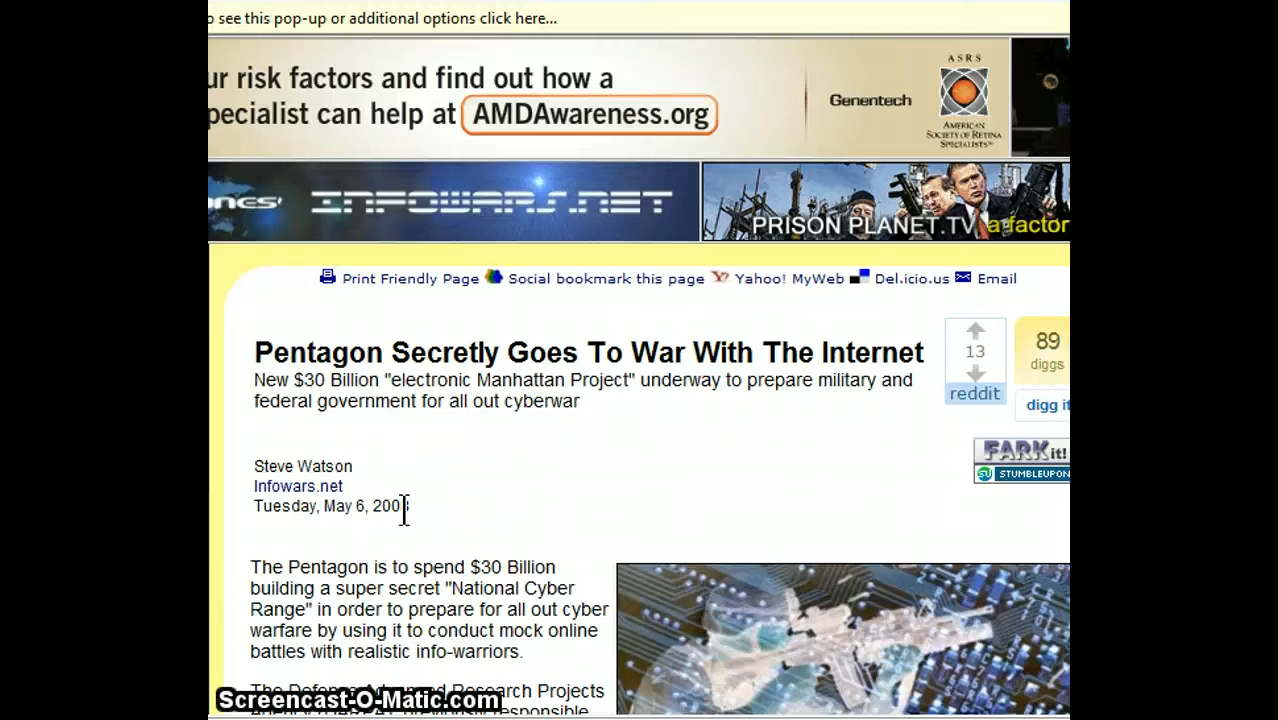 o see this pop-up or additional options click here...
ur risk factors and find out how a
pecialist can help at AMDAwareness.org
Genentech
ASRS
AMERICAN
SOCIETY OF RETINA
SPECIALISTS
ONES' INFOWARS.NET
PRISON PLANET.TV a factor
Print Friendly Page Social bookmark this page Yahoo! MyWeb Del.icio.us Email
Pentagon Secretly Goes To War With The Internet
New $30 Billion "electronic Manhattan Project" underway to prepare military and
federal government for all out cyberwar
13
reddit
89
diggs
digg it
FARK it!
STUMBLEUPON
Steve Watson
Infowars.net
Tuesday, May 6, 200
The Pentagon is to spend $30 Billion
building a super secret "National Cyber
Range" in order to prepare for all out cyber
warfare by using it to conduct mock online
battles with realistic info-warriors.
Research Projects
Screencast-O-Matic.com